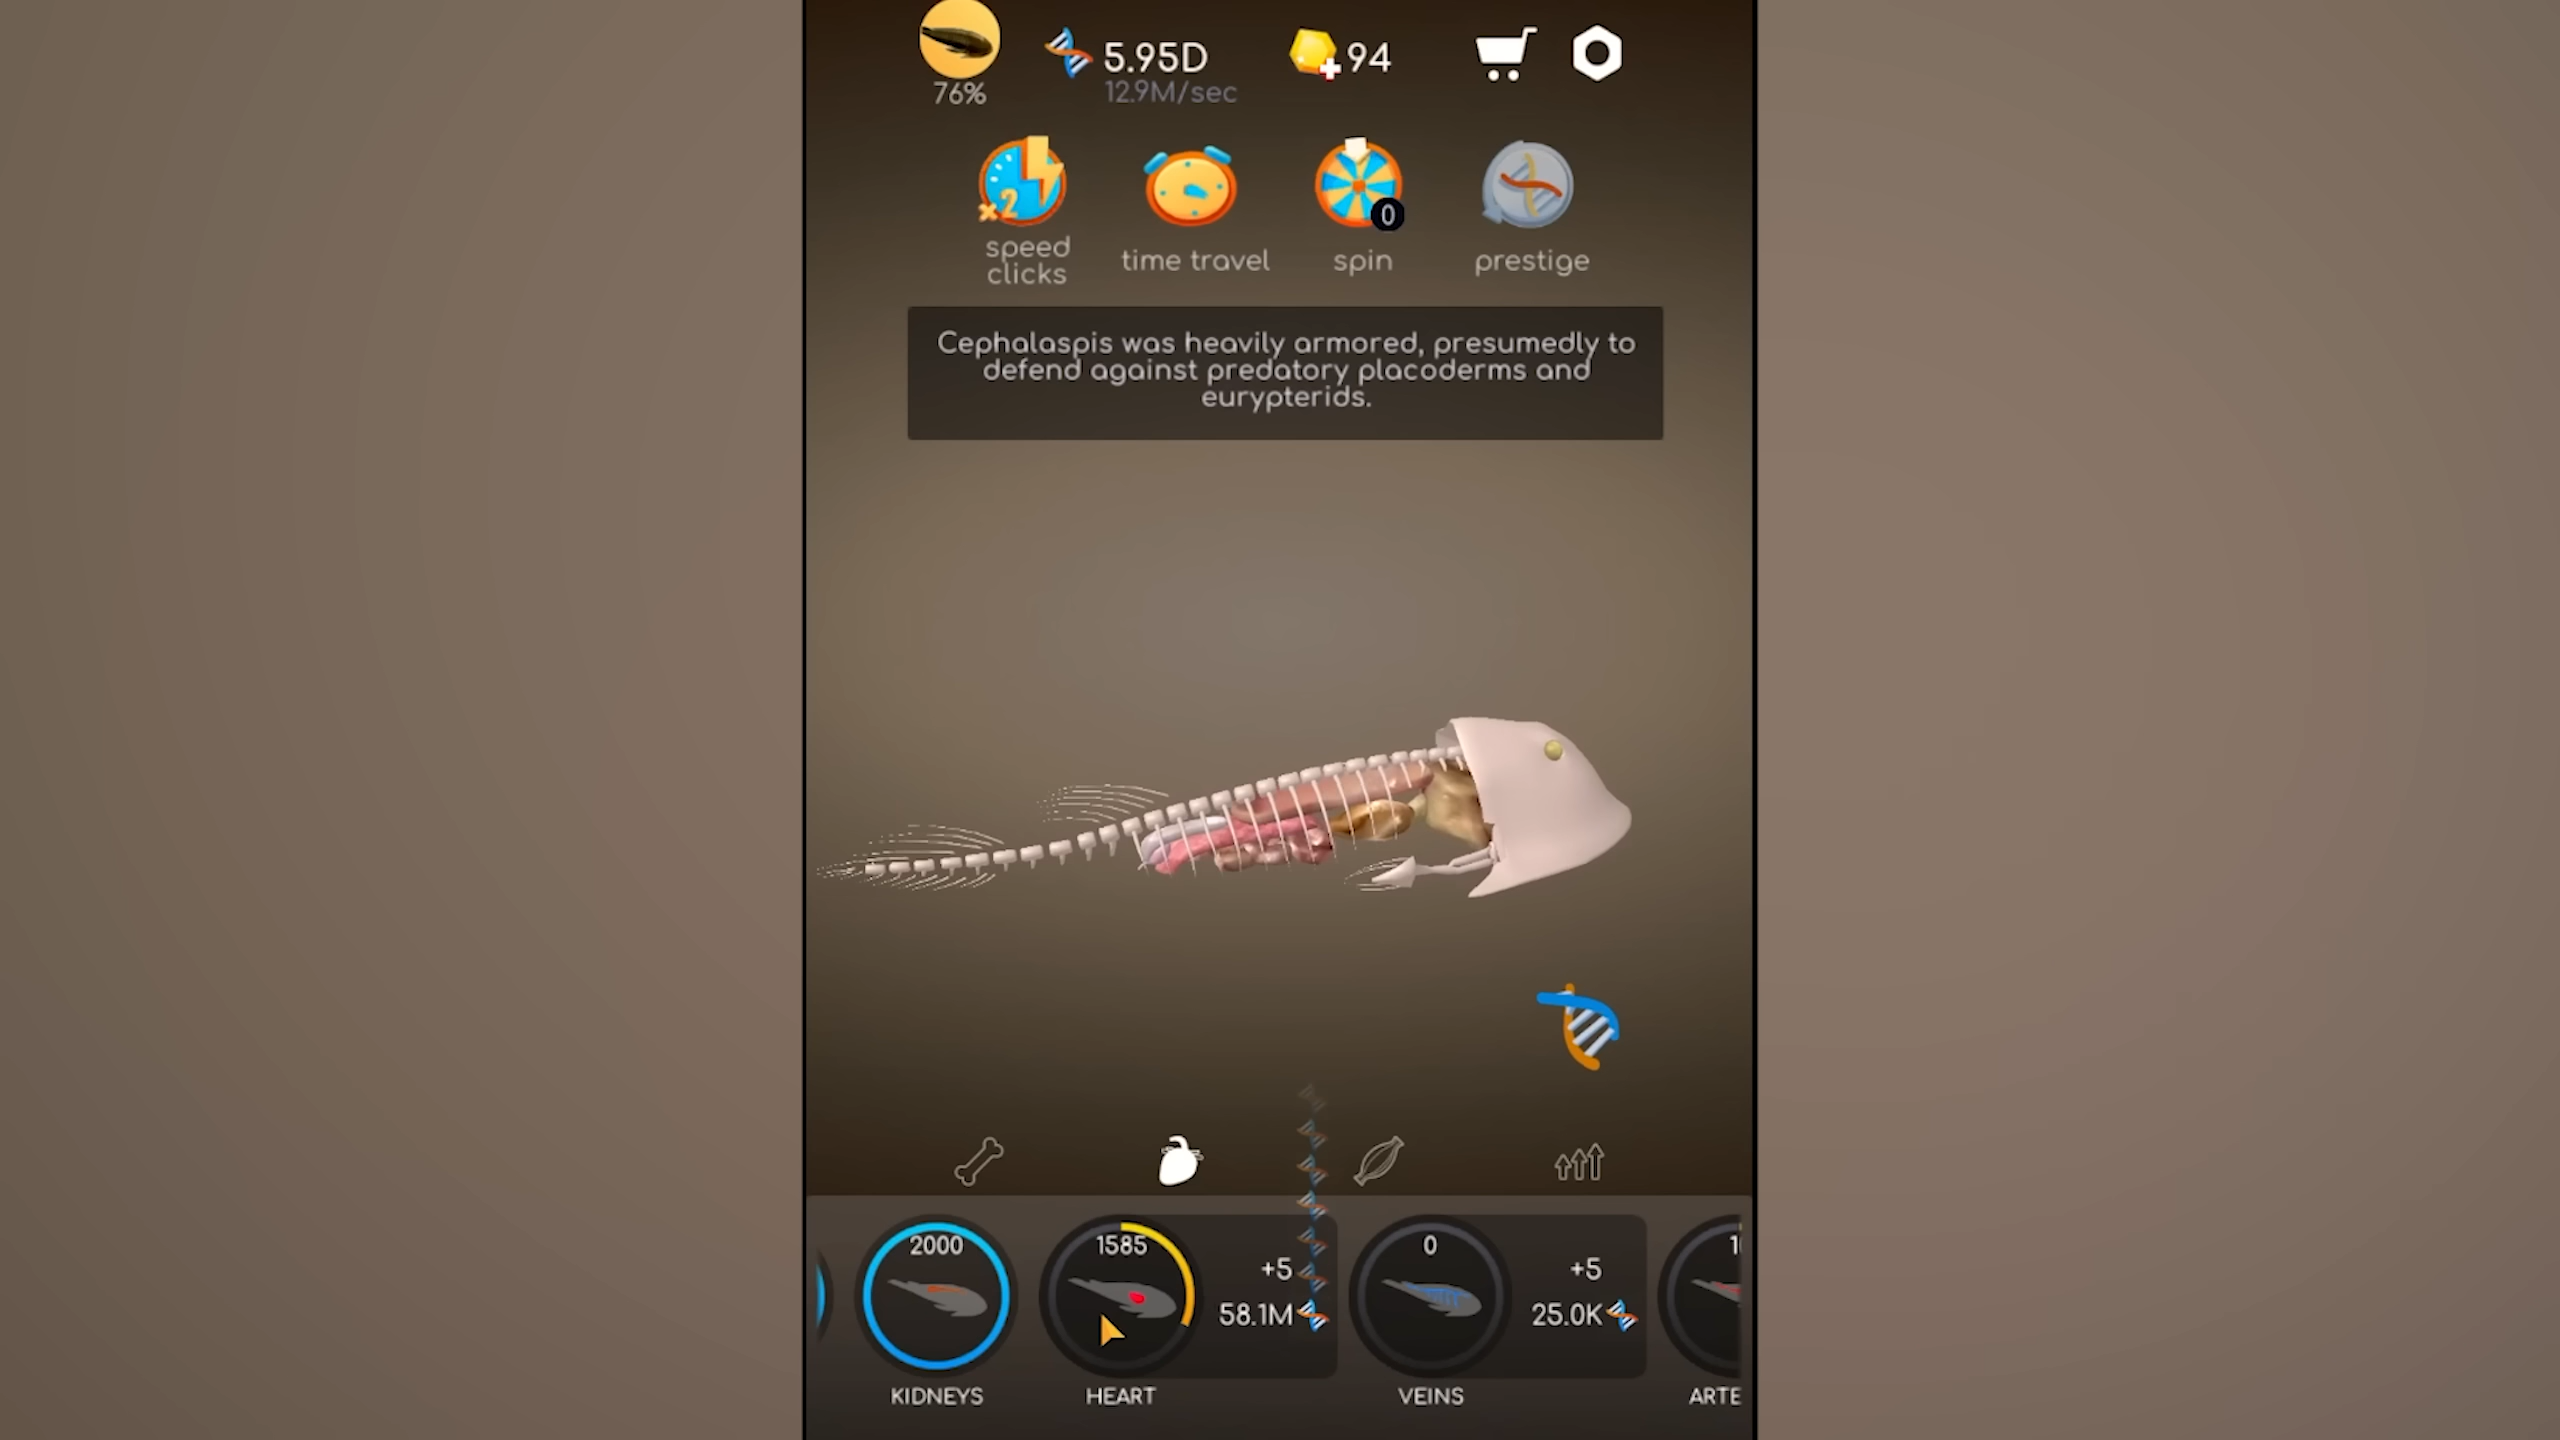 5.95D
94
76%
12.9M/sec
×2
0
speed
clicks
time travel
spin
prestige
Cephalaspis was heavily armored, presumedly to
defend against predatory placoderms and
eurypterids.
2000
1585
+5
58.1M
0
+5
25.0K
KIDNEYS
HEART
VEINS
ARTE